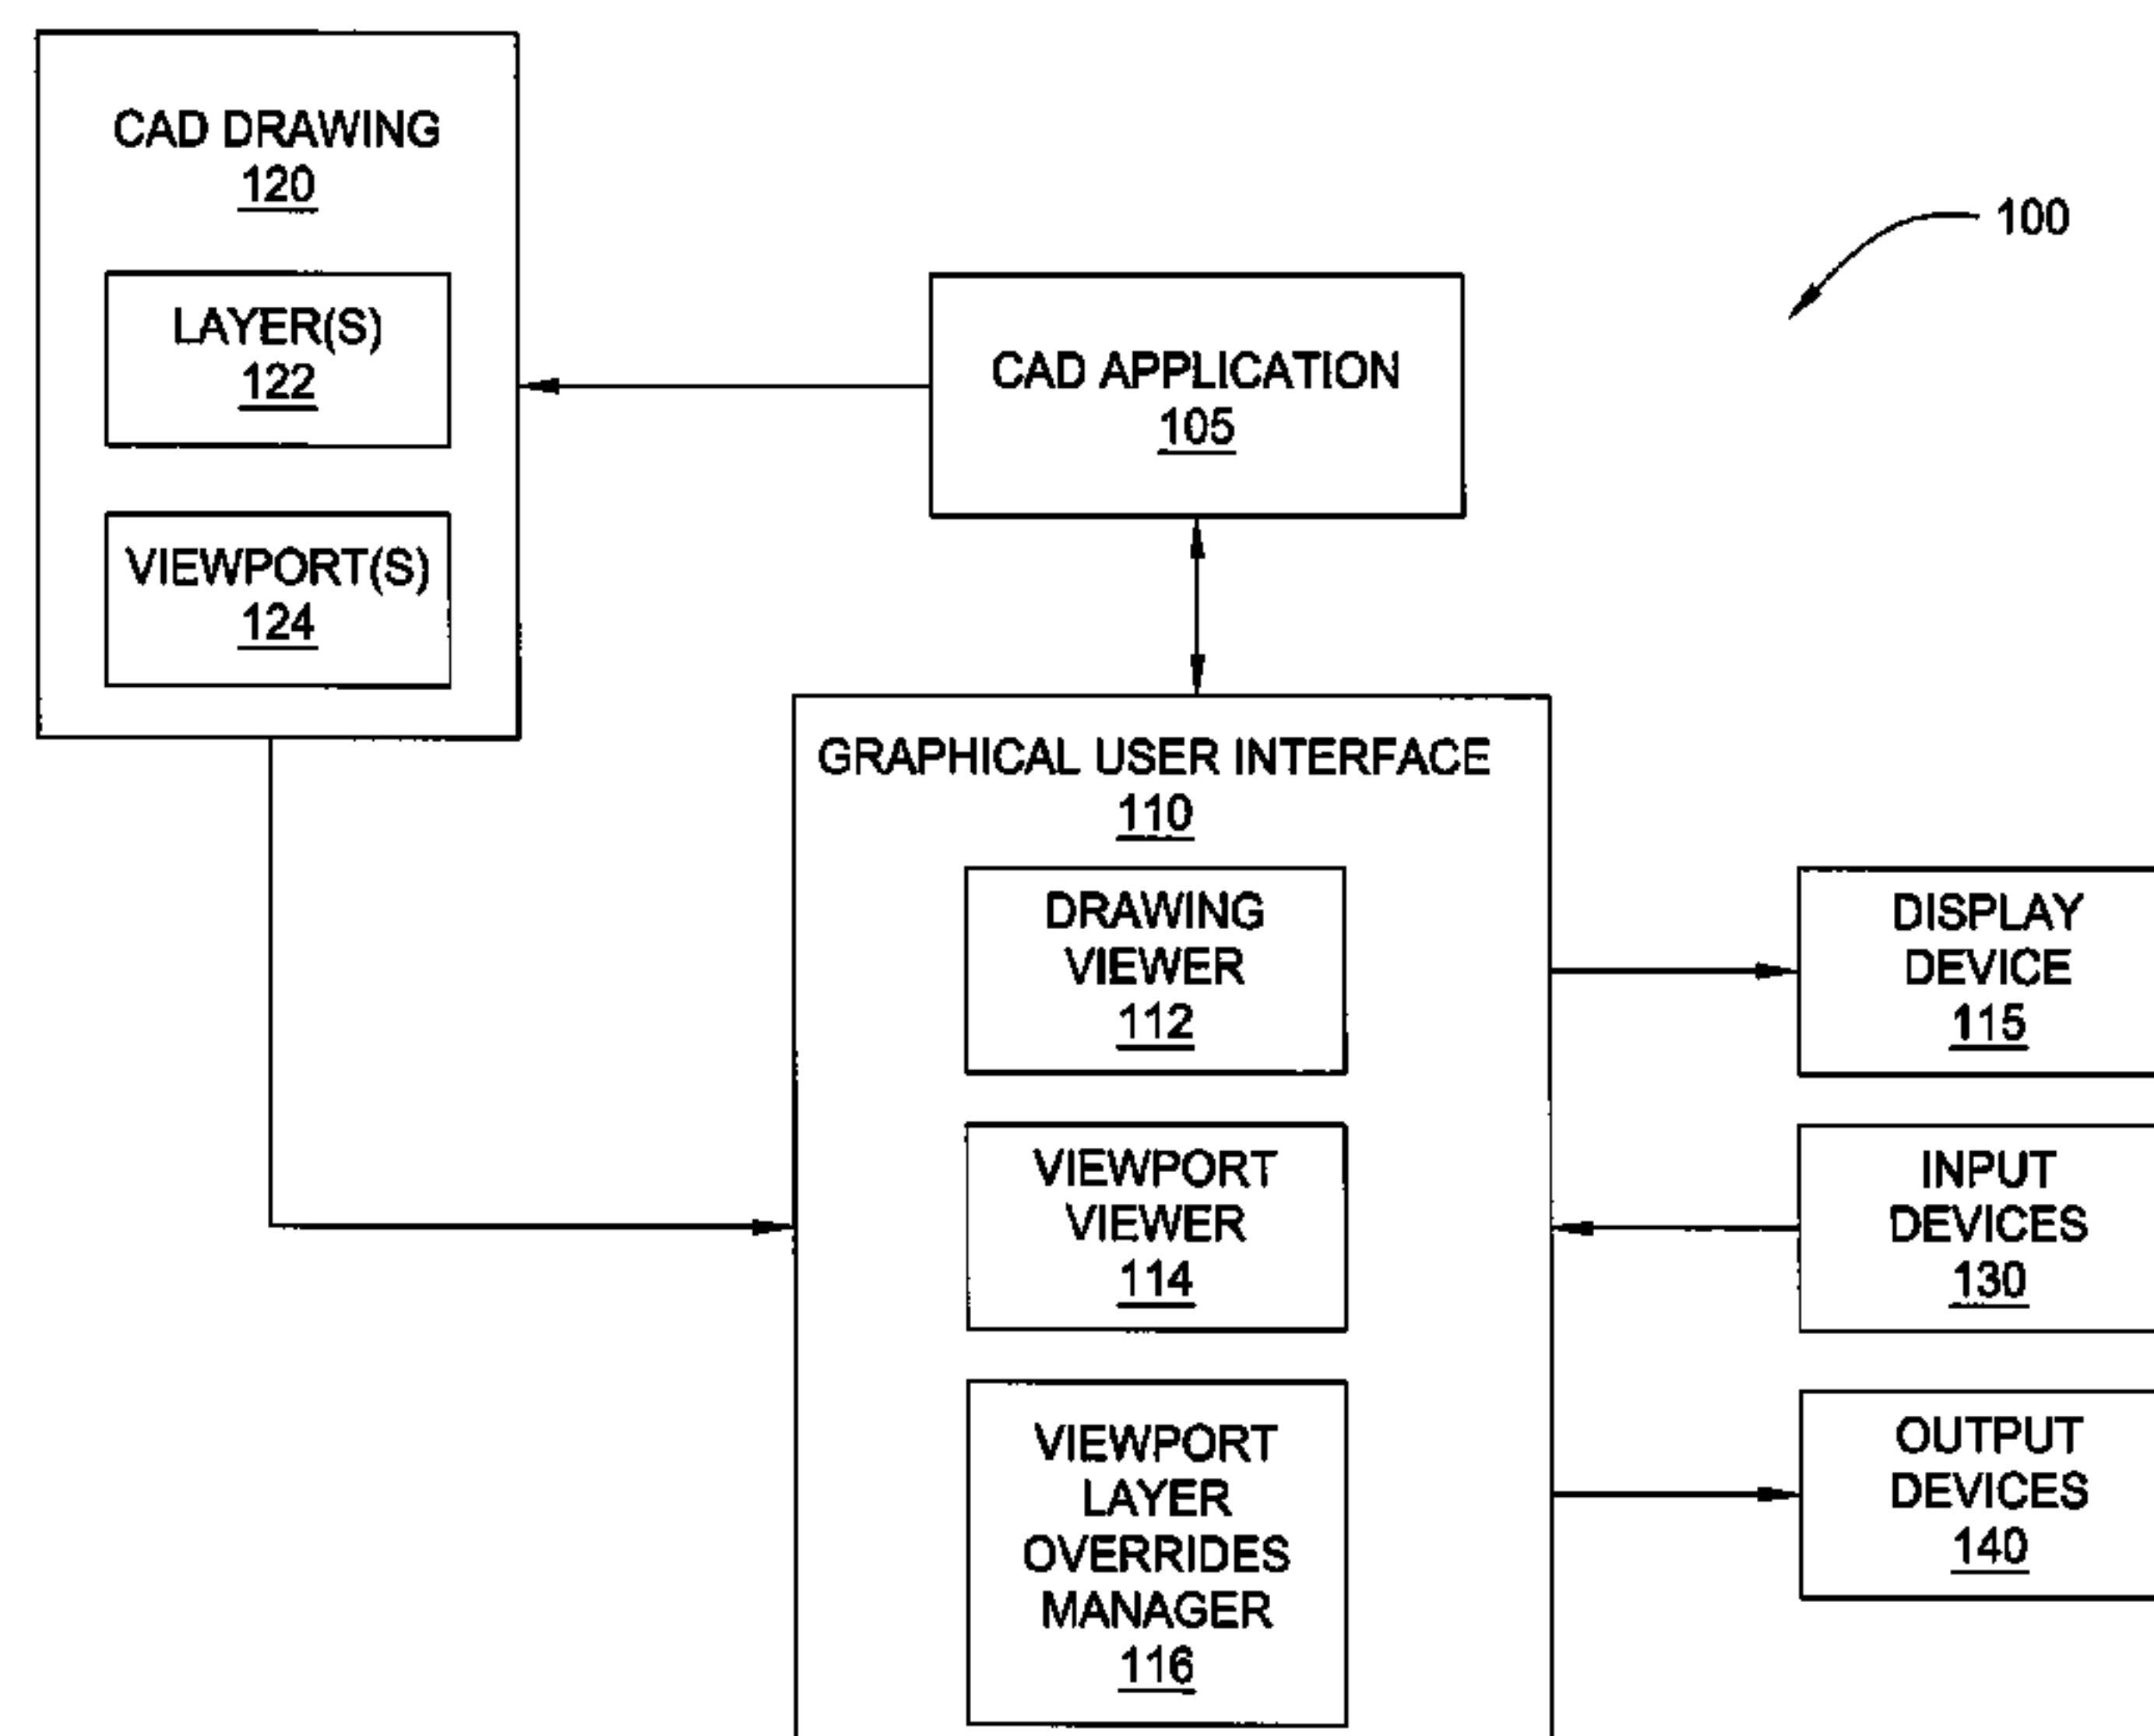 CAD DRAWING
120
LAYER(S)
122
VIEWPORT(S)
124
100
CAD APPLICATION
105
GRAPHICAL USER INTERFACE
110
DRAWING
VIEWER
112
VIEWPORT
VIEWER
114
VIEWPORT
LAYER
OVERRIDES
MANAGER
116
DISPLAY
DEVICE
115
INPUT
DEVICES
130
OUTPUT
DEVICES
140